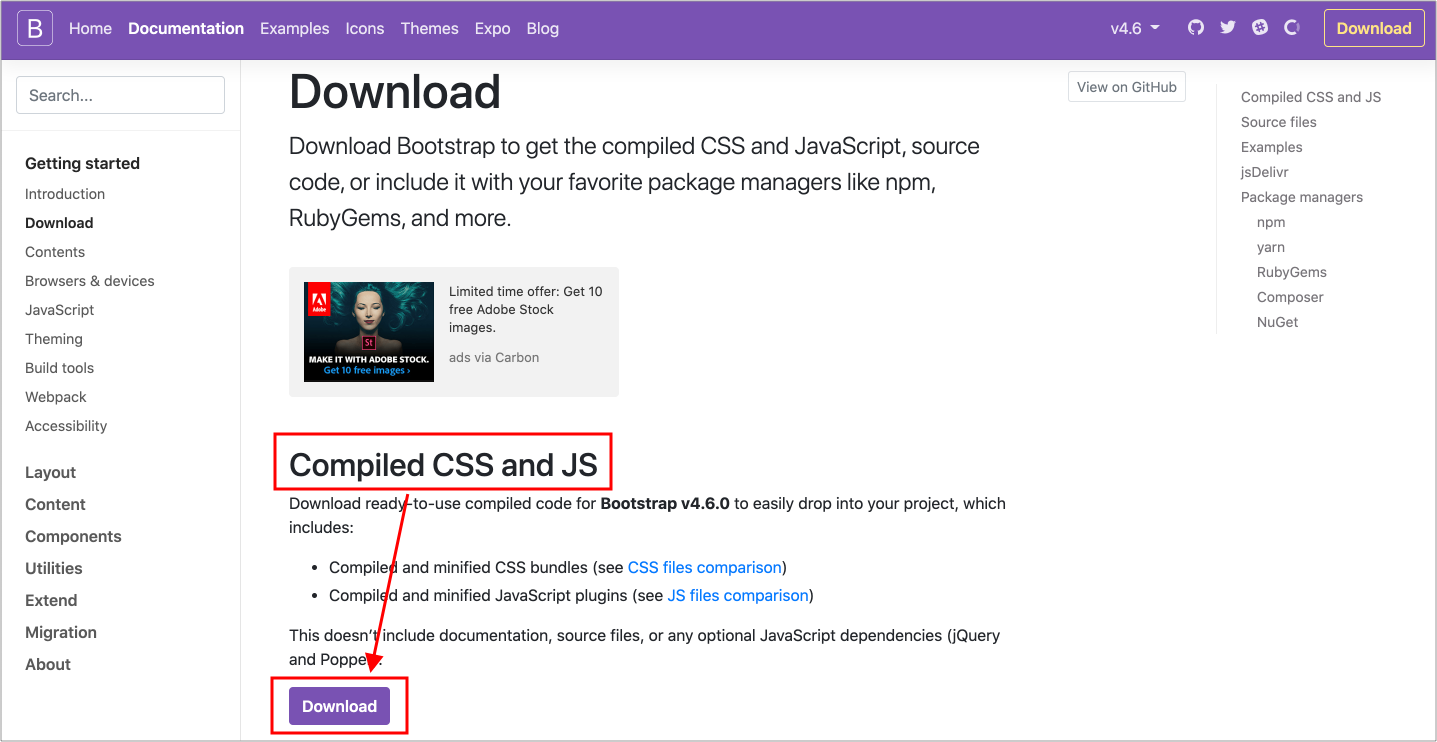 B Home Documentation Examples Icons Themes Expo Blog v4.6 Download
Search...
Getting started
Introduction
Download
Contents
Browsers & devices
JavaScript
Theming
Build tools
Webpack
Accessibility
Layout
Content
Components
Utilities
Extend
Migration
About
Download
View on GitHub
Download Bootstrap to get the compiled CSS and JavaScript, source
code, or include it with your favorite package managers like npm,
RubyGems, and more.
Adobe
St
MAKE IT WITH ADOBE STOCK.
Get 10 free images ›
Limited time offer: Get 10
free Adobe Stock
images.
ads via Carbon
Compiled CSS and JS
Download ready-to-use compiled code for Bootstrap v4.6.0 to easily drop into your project, which
includes:
• Compiled and minified CSS bundles (see CSS files comparison)
• Compiled and minified JavaScript plugins (see JS files comparison)
This doesn’t include documentation, source files, or any optional JavaScript dependencies (jQuery
and Popper).
Download
Compiled CSS and JS
Source files
Examples
jsDelivr
Package managers
npm
yarn
RubyGems
Composer
NuGet